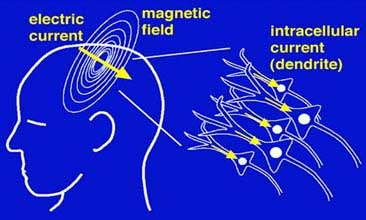 electric
current
magnetic
field
intracellular
current
(dendrite)